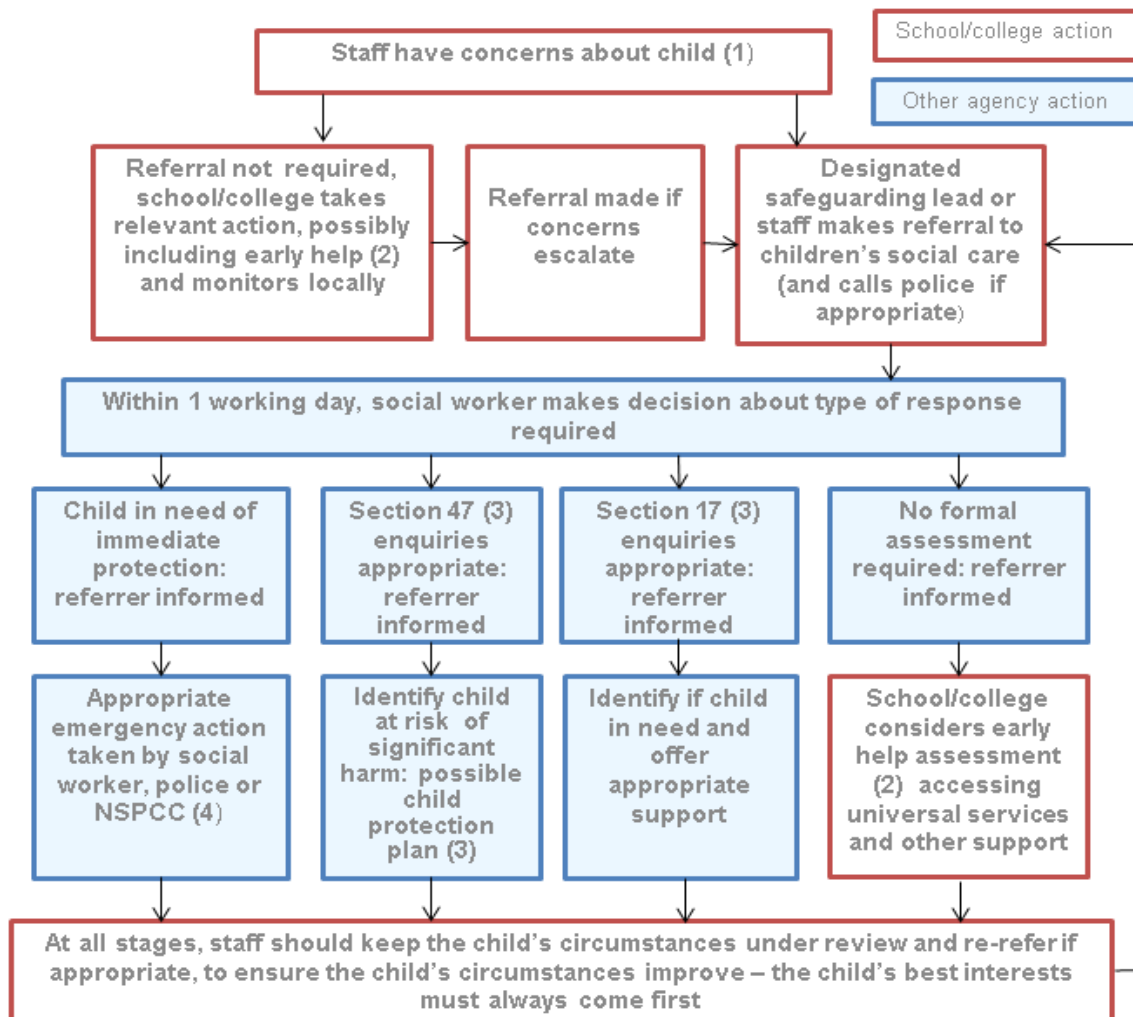 School/college action
Other agency action
Staff have concerns about child (1)
Referral not required,
school/college takes
relevant action, possibly
including early help (2)
and monitors locally
Referral made if
concerns
escalate
Designated
safeguarding lead or
staff makes referral to
children’s social care
(and calls police if
appropriate)
Within 1 working day, social worker makes decision about type of response
required
Child in need of
immediate
protection:
referrer informed
Section 47 (3)
enquiries
appropriate:
referrer
informed
Section 17 (3)
enquiries
appropriate:
referrer
informed
No formal
assessment
required: referrer
informed
Appropriate
emergency action
taken by social
worker, police or
NSPCC (4)
Identify child
at risk of
significant
harm: possible
child
protection
plan (3)
Identify if child
in need and
offer
appropriate
support
School/college
considers early
help assessment
(2) accessing
universal services
and other support
At all stages, staff should keep the child’s circumstances under review and re-refer if
appropriate, to ensure the child’s circumstances improve – the child’s best interests
must always come first